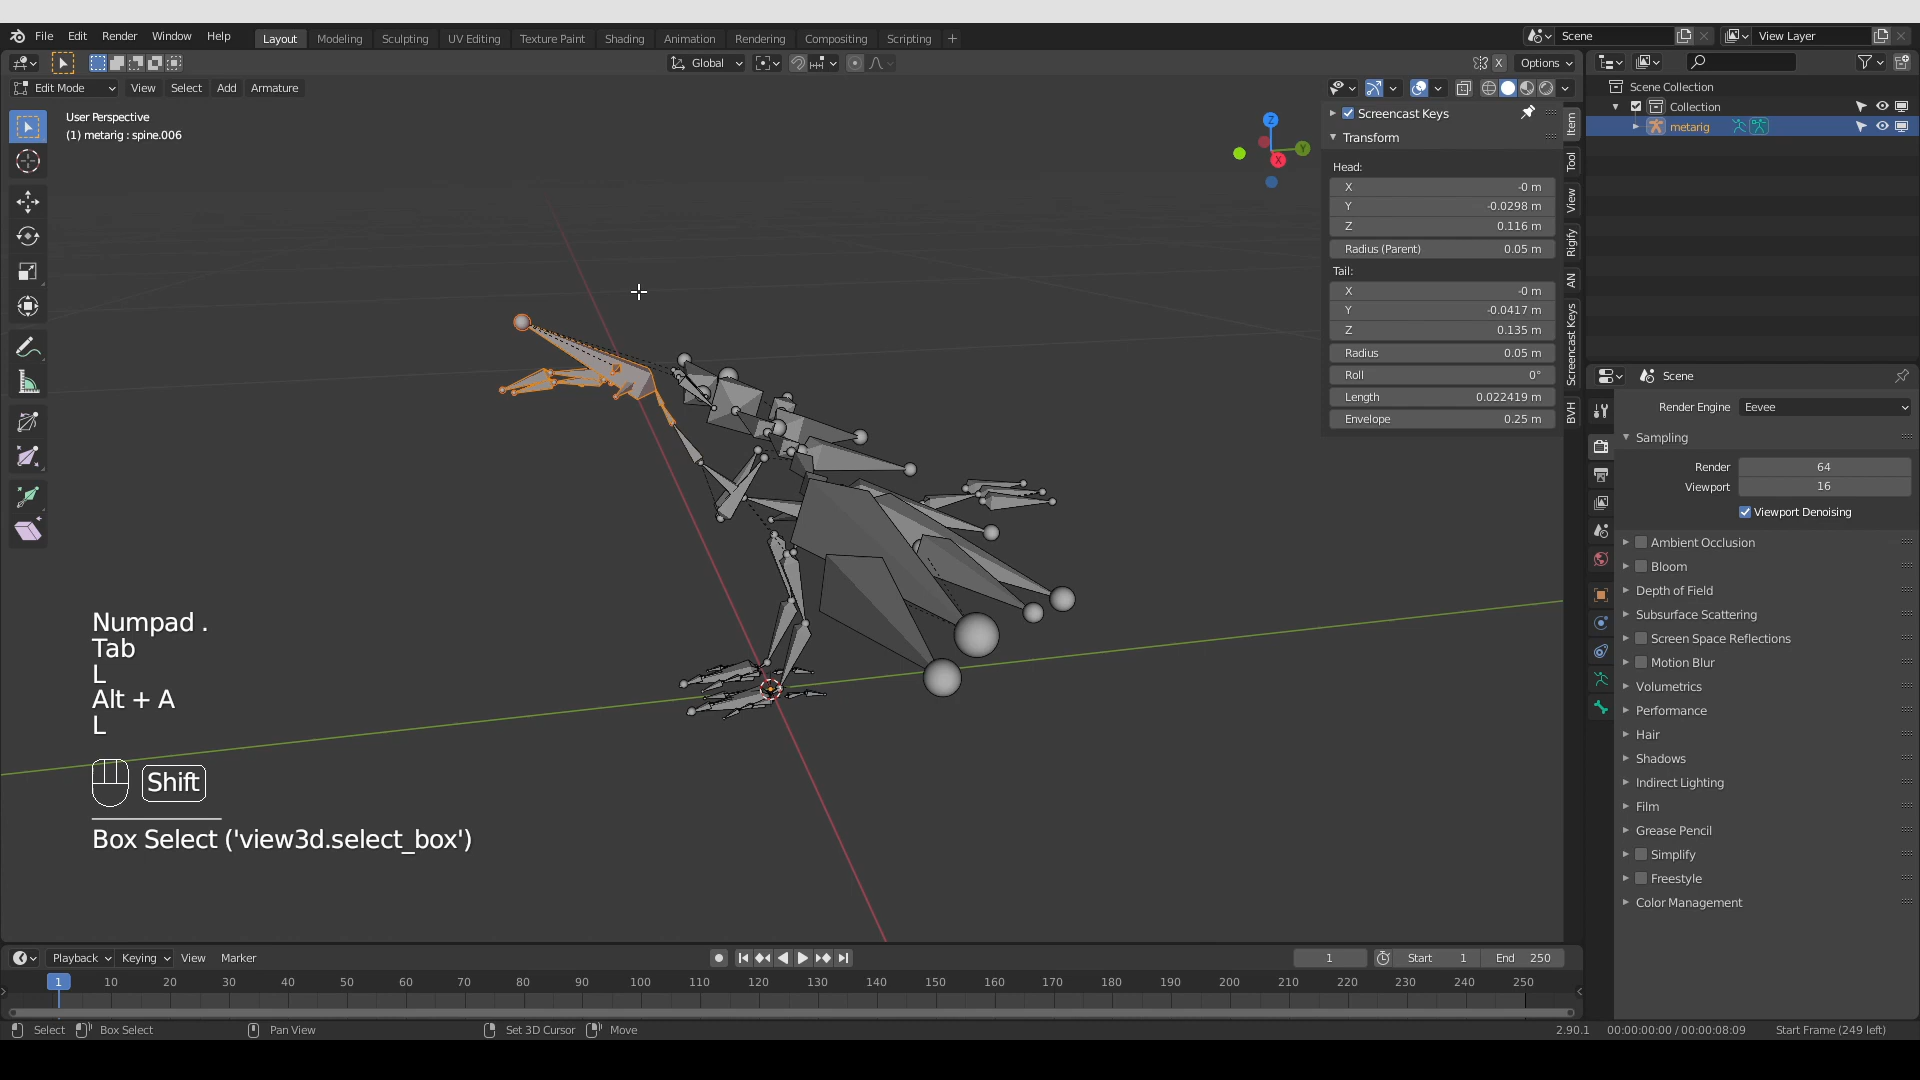 File Edit Render Window Help Layout Modeling Sculpting UV Editing Texture Paint Shading Animation Rendering Compositing Scripting + Scene View Layer
Global X Options
Edit Mode View Select Add Armature
User Perspective
(1) metarig : spine.006
Z
Y
X
Screencast Keys
Transform
Head:
X -0 m
Y -0.0298 m
Z 0.116 m
Radius (Parent) 0.05 m
Tail:
X -0 m
Y -0.0417 m
Z 0.135 m
Radius 0.05 m
Roll 0°
Length 0.022419 m
Envelope 0.25 m
Item
Tool
View
Rigify
AN
Screencast Keys
BVH
Scene Collection
Collection
metarig
Scene
Render Engine Eevee
Sampling
Render 64
Viewport 16
Viewport Denoising
Ambient Occlusion
Bloom
Depth of Field
Subsurface Scattering
Screen Space Reflections
Motion Blur
Volumetrics
Performance
Hair
Shadows
Indirect Lighting
Film
Grease Pencil
Simplify
Freestyle
Color Management
Numpad .
Tab
L
Alt + A
L
Shift
Box Select ('view3d.select_box')
Playback Keying View Marker 1 Start 1 End 250
1 10 20 30 40 50 60 70 80 90 100 110 120 130 140 150 160 170 180 190 200 210 220 230 240 250
Select Box Select Pan View Set 3D Cursor Move 2.90.1 00:00:00:00 / 00:00:08:09 Start Frame (249 left)